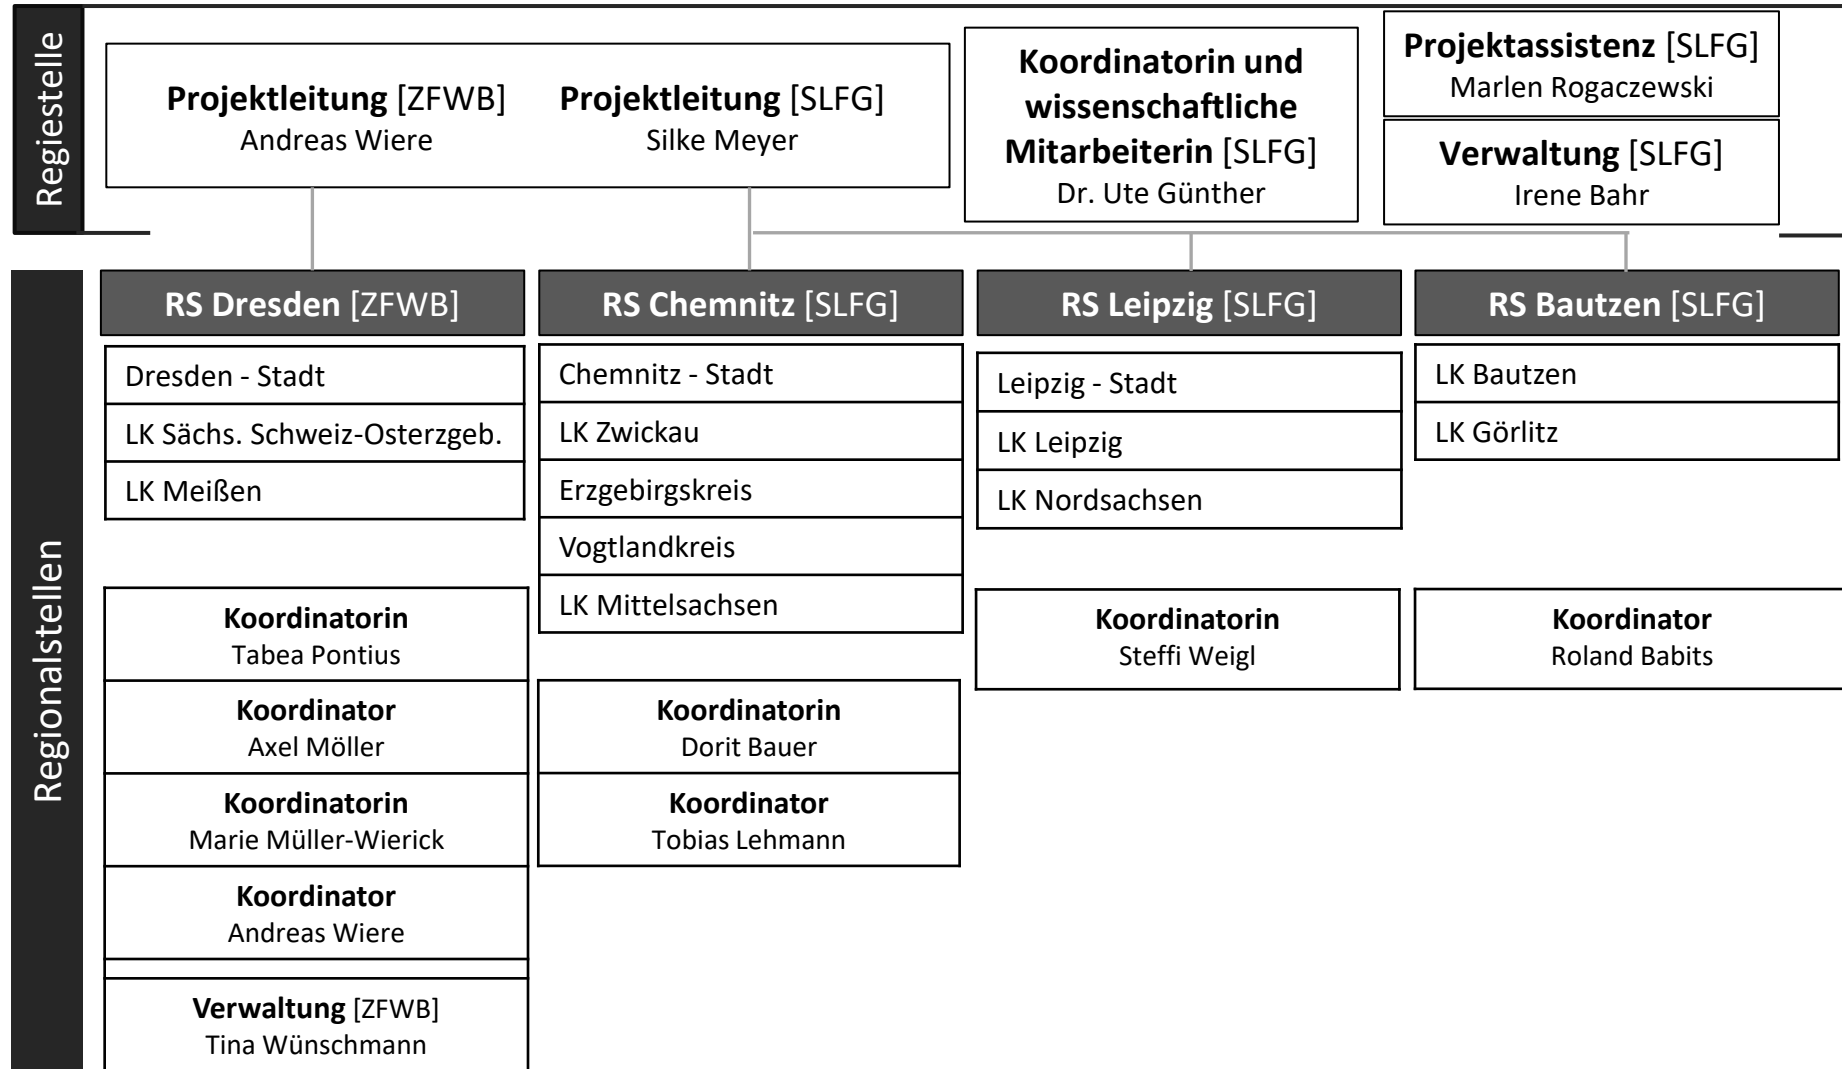 Regiestelle
Projektleitung [ZFWB]
Andreas Wiere
Projektleitung [SLFG]
Silke Meyer
Koordinatorin und
wissenschaftliche
Mitarbeiterin [SLFG]
Dr. Ute Günther
Projektassistenz [SLFG]
Marlen Rogaczewski
Verwaltung [SLFG]
Irene Bahr
Regionalstellen
RS Dresden [ZFWB]
Dresden - Stadt
LK Sächs. Schweiz-Osterzgeb.
LK Meißen
Koordinatorin
Tabea Pontius
Koordinator
Axel Möller
Koordinatorin
Marie Müller-Wierick
Koordinator
Andreas Wiere
Verwaltung [ZFWB]
Tina Wünschmann
RS Chemnitz [SLFG]
Chemnitz - Stadt
LK Zwickau
Erzgebirgskreis
Vogtlandkreis
LK Mittelsachsen
Koordinatorin
Dorit Bauer
Koordinator
Tobias Lehmann
RS Leipzig [SLFG]
Leipzig - Stadt
LK Leipzig
LK Nordsachsen
Koordinatorin
Steffi Weigl
RS Bautzen [SLFG]
LK Bautzen
LK Görlitz
Koordinator
Roland Babits